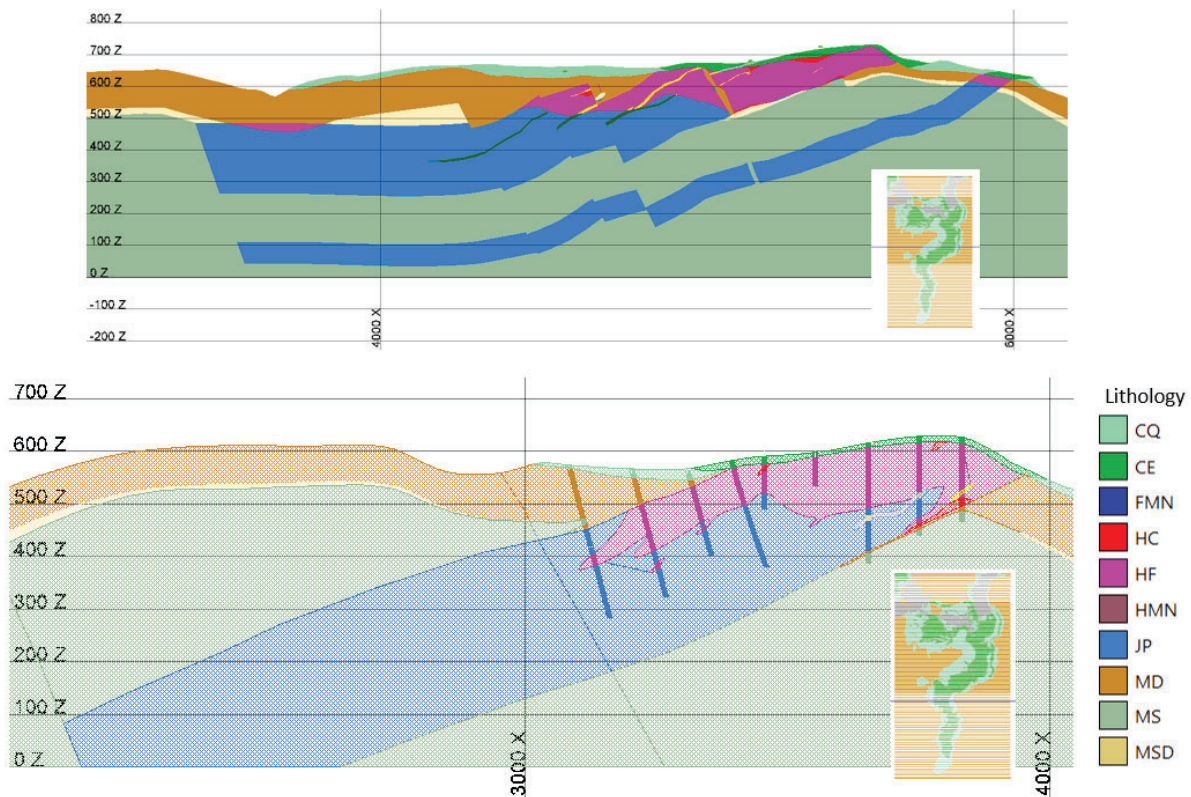 800 Z
700 Z
600 Z
500 Z
400 Z
300 Z
200 Z
100 Z
0 Z
-100 Z
-200 Z
4000 X
6000 X
700 Z
600 Z
500 Z
400 Z
300 Z
200 Z
100 Z
0 Z
3000 X
4000 X
Lithology
CQ
CE
FMN
HC
HF
HMN
JP
MD
MS
MSD